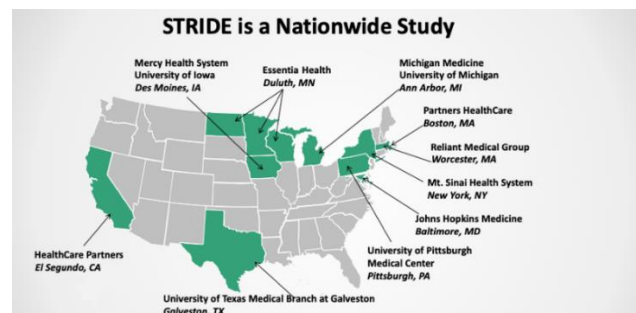 STRIDE is a Nationwide Study
Mercy Health System
University of Iowa
Des Moines, IA
Essentia Health
Duluth, MN
Michigan Medicine
University of Michigan
Ann Arbor, MI
Partners HealthCare
Boston, MA
Reliant Medical Group
Worcester, MA
Mt. Sinai Health System
New York, NY
Johns Hopkins Medicine
Baltimore, MD
University of Pittsburgh
Medical Center
Pittsburgh, PA
HealthCare Partners
El Segundo, CA
University of Texas Medical Branch at Galveston
Galveston, TX